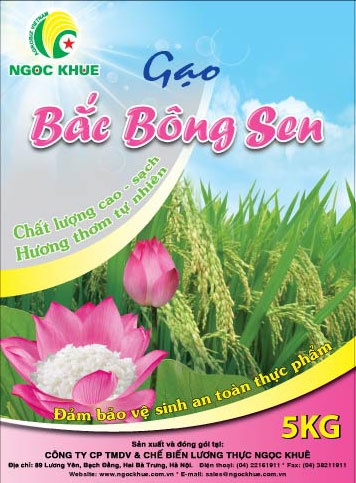 AGROBIZ VIETNAM
NGỌC KHUE
Gạo
Bắc Bông Sen
Chất lượng cao - sạch
Hương thơm tự nhiên
Đảm bảo vệ sinh an toàn thực phẩm
5KG
Sản xuất và đóng gói tại:
CÔNG TY CP TMDV & CHẾ BIẾN LƯƠNG THỰC NGỌC KHUÊ
Địa chỉ: 89 Lương Yên, Bạch Đằng, Hai Bà Trưng, Hà Nội. Điện thoại: (04) 22161911 * Fax: (04) 38211911
Website: www.ngockhue.com.vn * E-mail: sales@ngockhue.com.vn